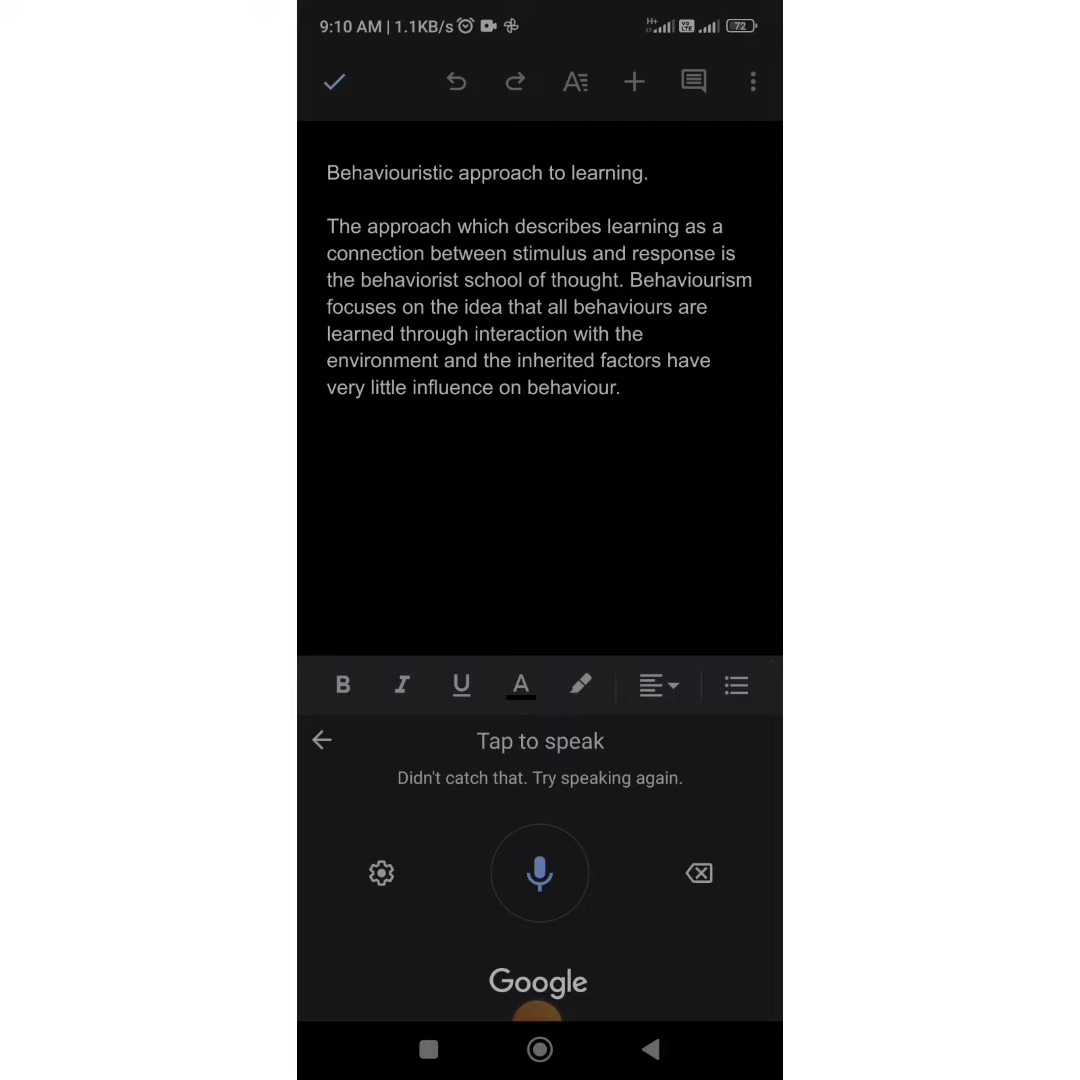 9:10 AM | 1.1KB/s H+ Vo LTE 72
Behaviouristic approach to learning.
The approach which describes learning as a
connection between stimulus and response is
the behaviorist school of thought. Behaviourism
focuses on the idea that all behaviours are
learned through interaction with the
environment and the inherited factors have
very little influence on behaviour.
B I U A
Tap to speak
Didn't catch that. Try speaking again.
Google